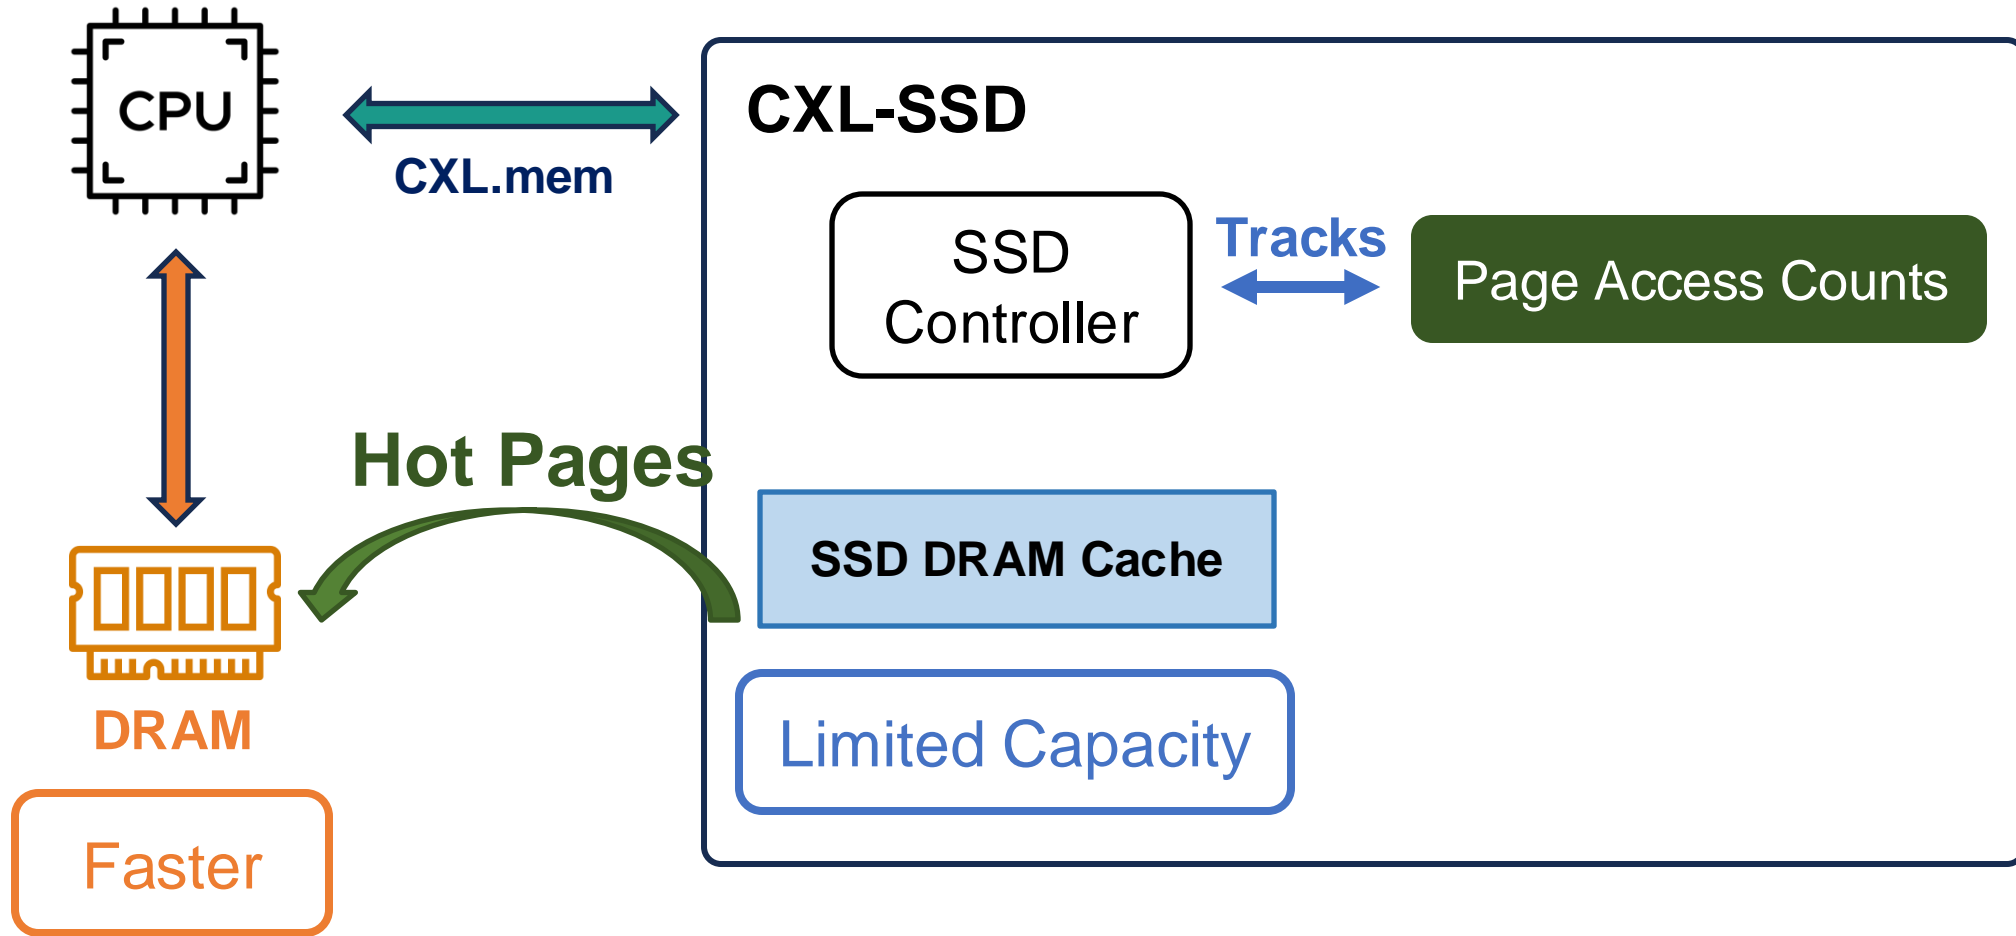 CPU
CXL.mem
CXL-SSD
SSD
Controller
Tracks
Page Access Counts
Hot Pages
SSD DRAM Cache
DRAM
Limited Capacity
Faster